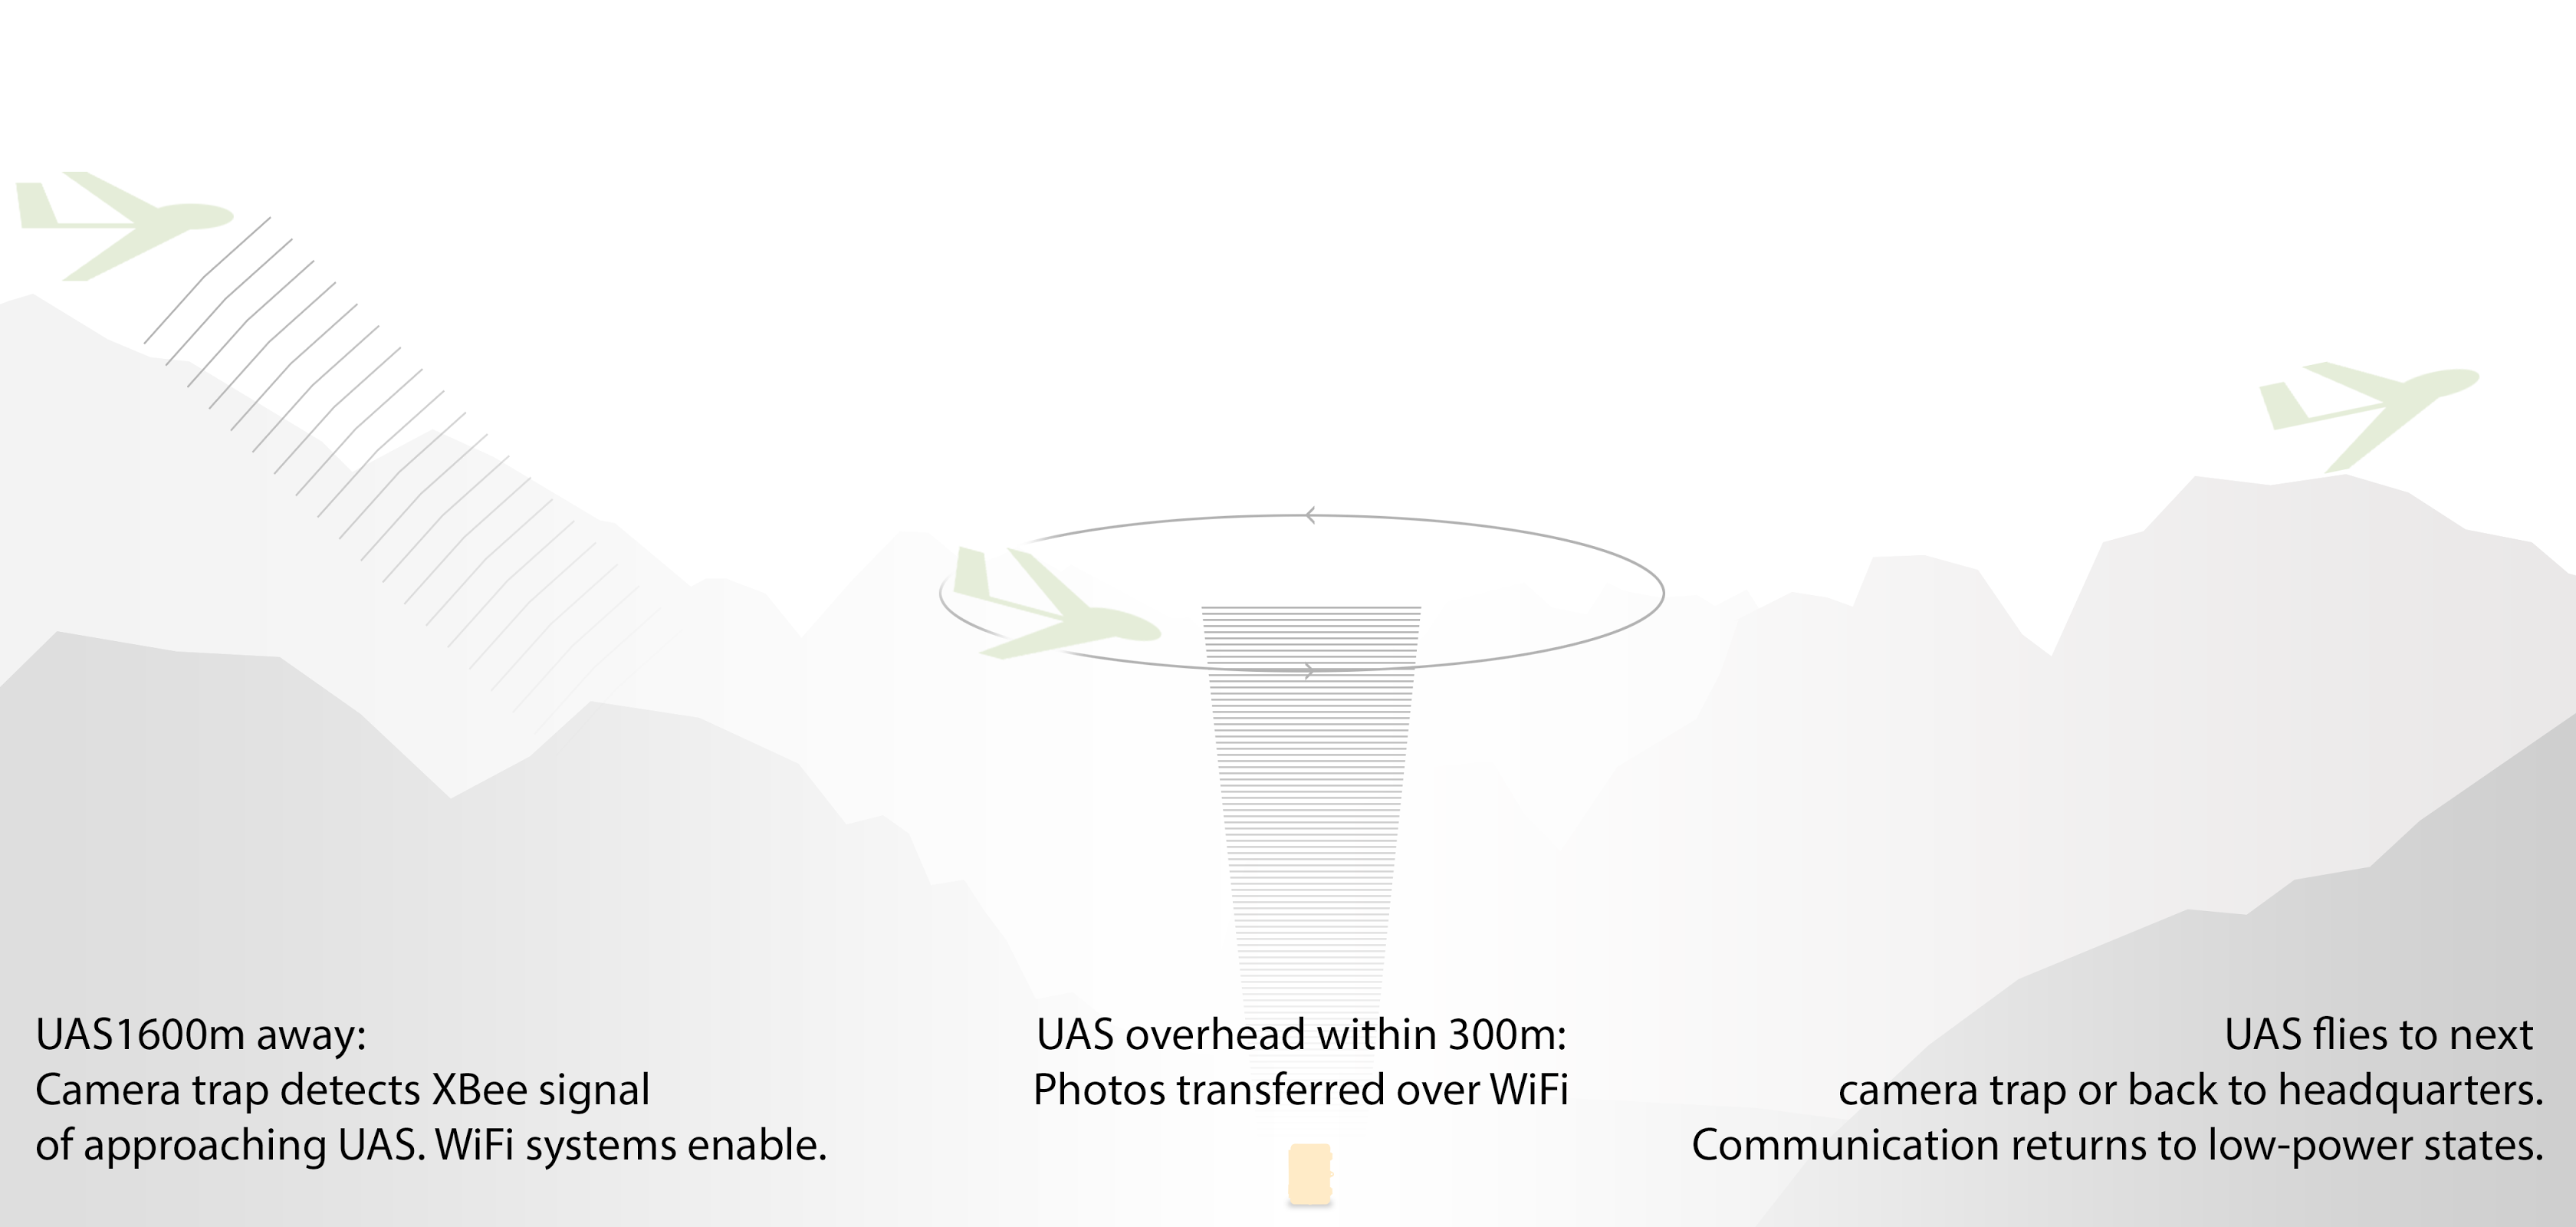 UAS1600m away:
Camera trap detects XBee signal
of approaching UAS. WiFi systems enable.
UAS overhead within 300m:
Photos transferred over WiFi
UAS flies to next
camera trap or back to headquarters.
Communication returns to low-power states.